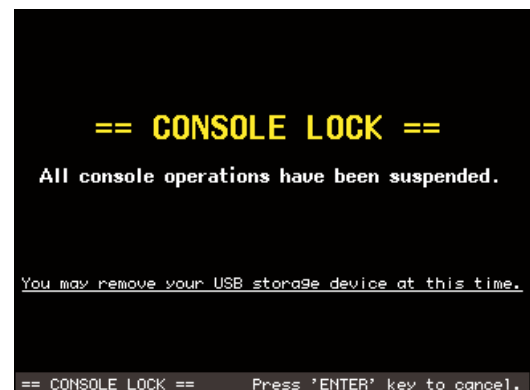 == CONSOLE LOCK ==
All console operations have been suspended.
You may remove your USB storage device at this time.
== CONSOLE LOCK == Press 'ENTER' key to cancel.